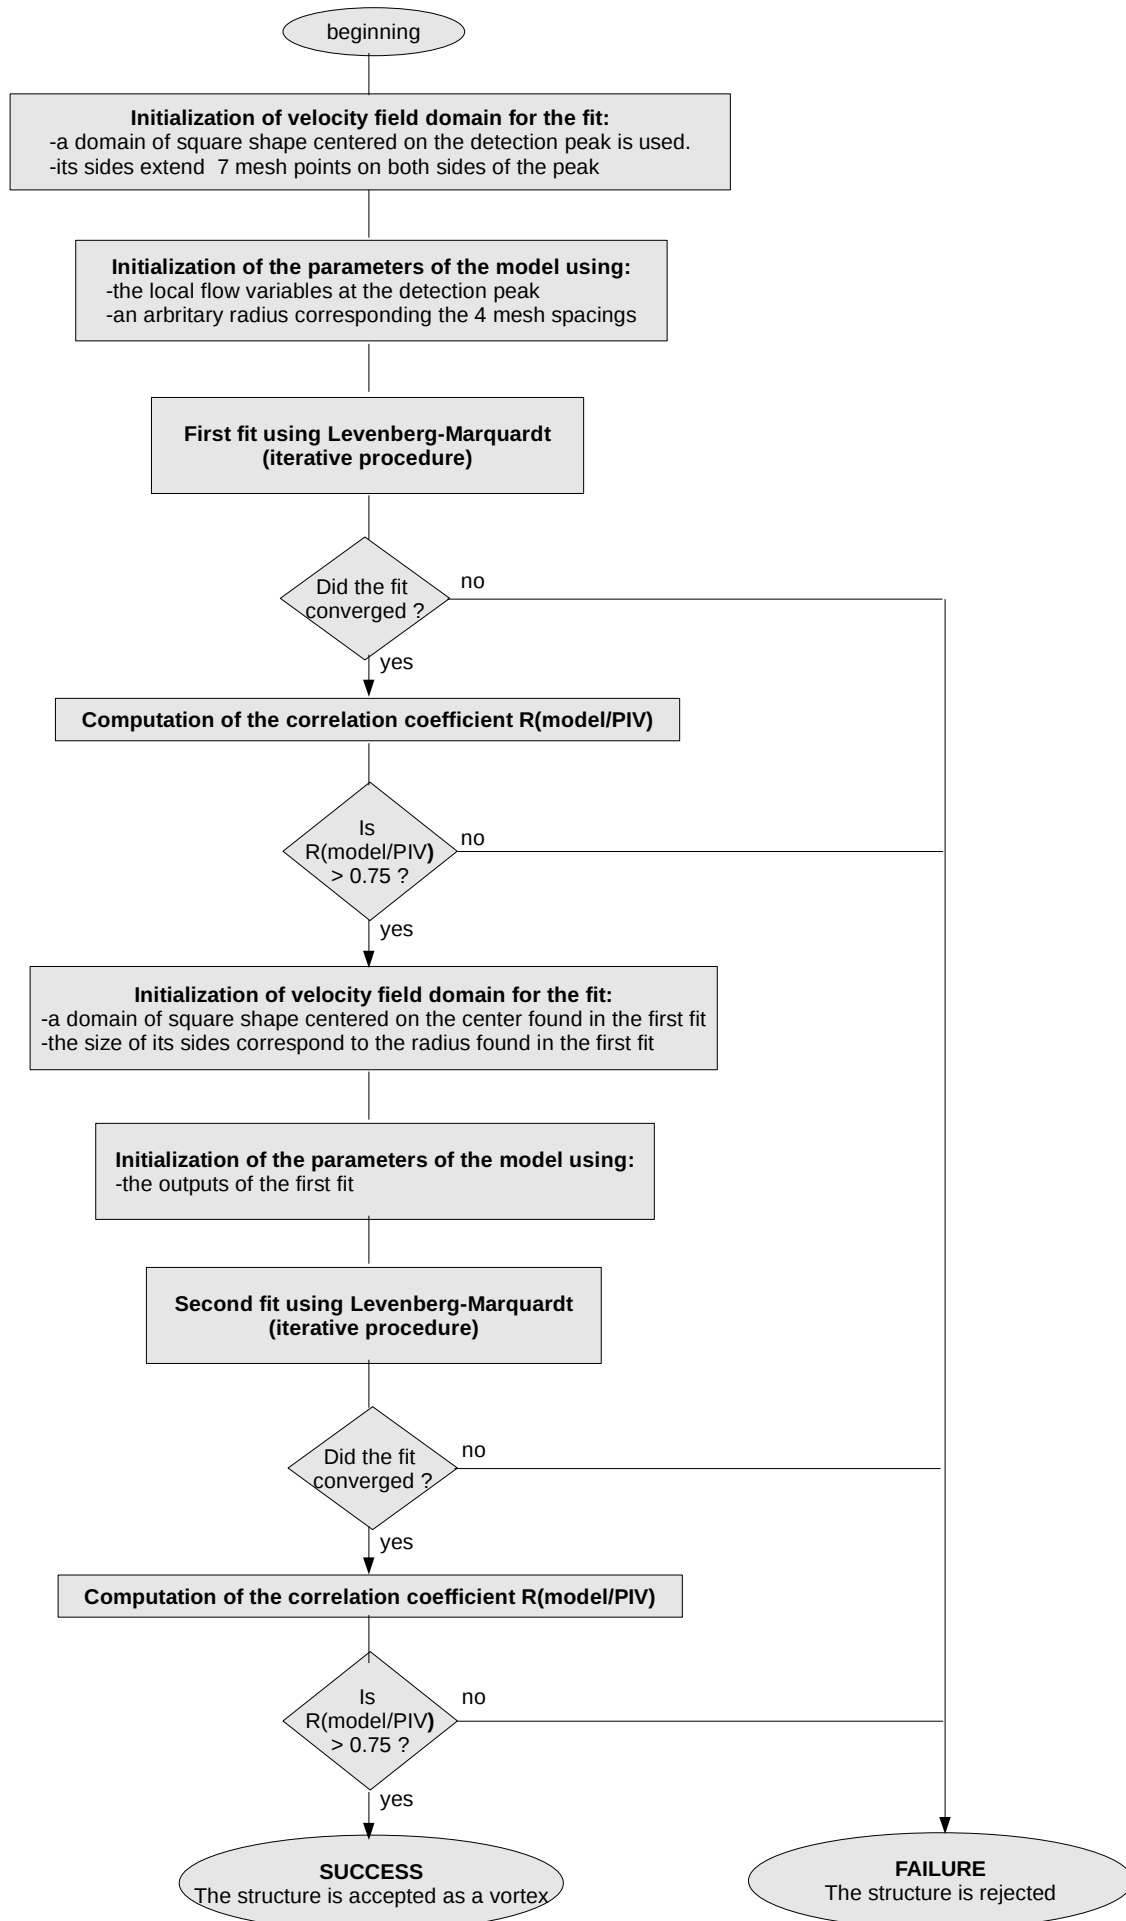 beginning
Initialization of velocity field domain for the fit:
-a domain of square shape centered on the detection peak is used.
-its sides extend  7 mesh points on both sides of the peak
Initialization of the parameters of the model using:
-the local flow variables at the detection peak
-an arbritary radius corresponding the 4 mesh spacings
First fit using Levenberg-Marquardt
(iterative procedure)
Did the fit
converged ?
no
yes
Computation of the correlation coefficient R(model/PIV)
Is
R(model/PIV)
> 0.75 ?
no
yes
Initialization of velocity field domain for the fit:
-a domain of square shape centered on the center found in the first fit
-the size of its sides correspond to the radius found in the first fit
Initialization of the parameters of the model using:
-the outputs of the first fit
Second fit using Levenberg-Marquardt
(iterative procedure)
Did the fit
converged ?
no
yes
Computation of the correlation coefficient R(model/PIV)
Is
R(model/PIV)
> 0.75 ?
no
yes
SUCCESS
The structure is accepted as a vortex
FAILURE
The structure is rejected